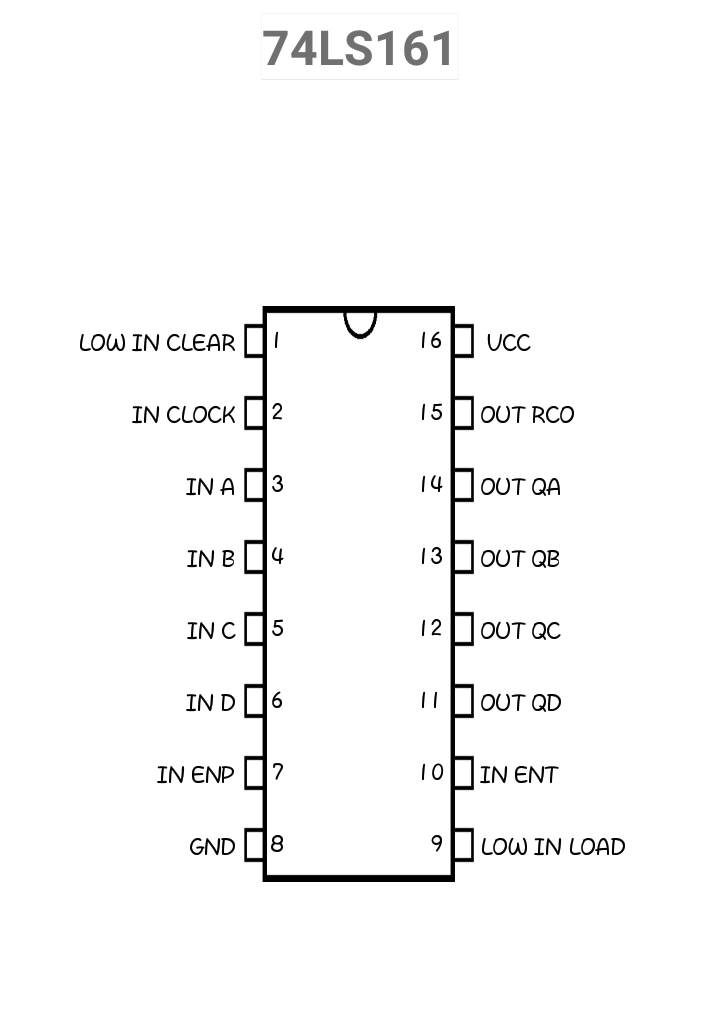 74LS161
LOW IN CLEAR 1 16 VCC
IN CLOCK 2 15 OUT RCO
IN A 3 14 OUT QA
IN B 4 13 OUT QB
IN C 5 12 OUT QC
IN D 6 11 OUT QD
IN ENP 7 10 IN ENT
GND 8 9 LOW IN LOAD